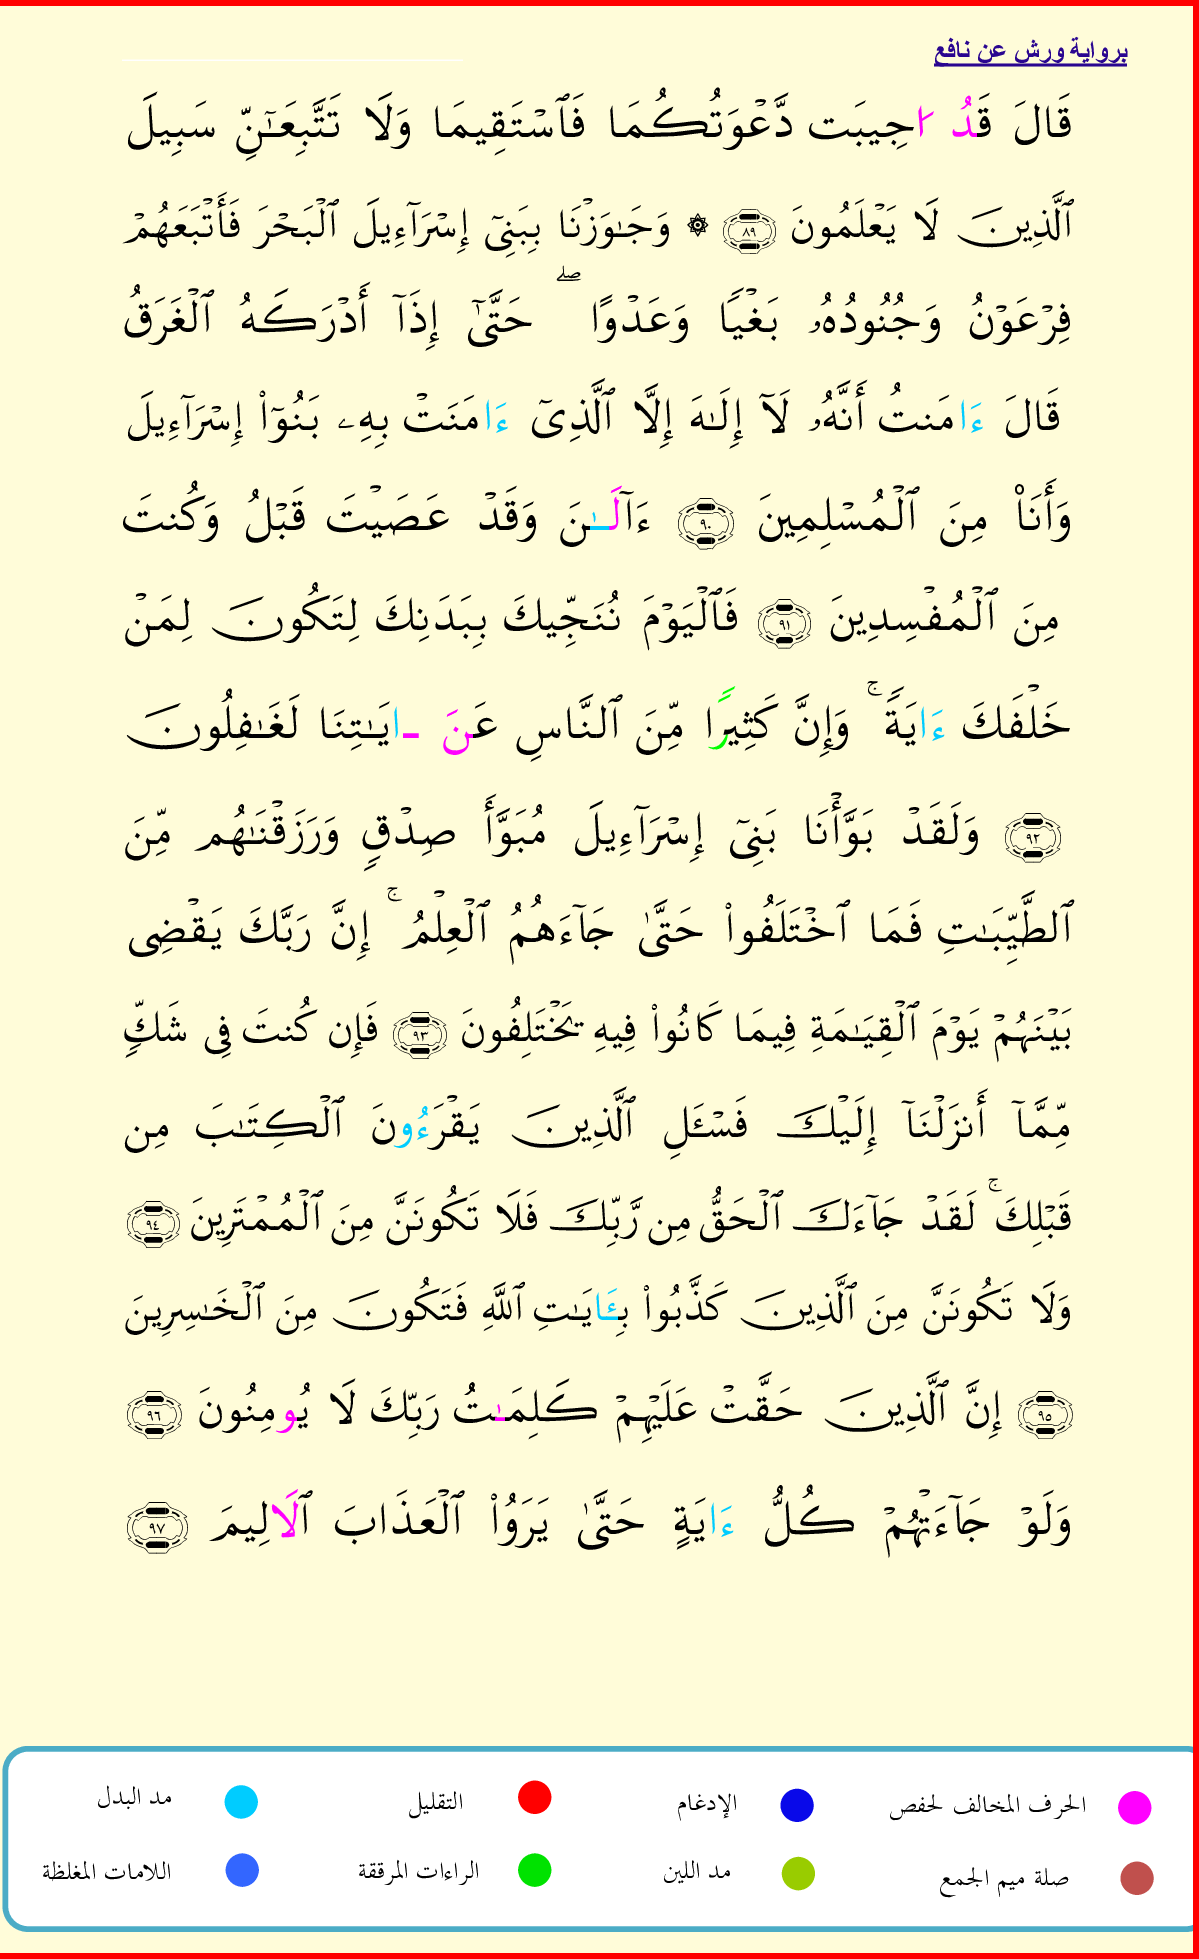 برواية ورش عن نافع
قَالَ قَدُ ا۟جِيبَت دَّعْوَتُكُمَا فَٱسْتَقِيمَا وَلَا تَتَّبِعَـٰٓنِّ سَبِيلَ
ٱلَّذِينَ لَا يَعْلَمُونَ ٨٩ ۞ وَجَـٰوَزْنَا بِبَنِىٓ إِسْرَآءِيلَ ٱلْبَحْرَ فَأَتْبَعَهُمْ
فِرْعَوْنُ وَجُنُودُهُۥ بَغْيًا وَعَدْوًا ۖ حَتَّىٰٓ إِذَآ أَدْرَكَهُ ٱلْغَرَقُ
قَالَ ءَامَنتُ أَنَّهُۥ لَآ إِلَـٰهَ إِلَّا ٱلَّذِىٓ ءَامَنَتْ بِهِۦ بَنُوٓا۟ إِسْرَآءِيلَ
وَأَنَا۠ مِنَ ٱلْمُسْلِمِينَ ٩٠ ءَآلَـٰنَ وَقَدْ عَصَيْتَ قَبْلُ وَكُنتَ
مِنَ ٱلْمُفْسِدِينَ ٩١ فَٱلْيَوْمَ نُنَجِّيكَ بِبَدَنِكَ لِتَكُونَ لِمَنْ
خَلْفَكَ ءَايَةً ۚ وَإِنَّ كَثِيرًا مِّنَ ٱلنَّاسِ عَنَ ـايَـٰتِنَا لَغَـٰفِلُونَ
٩٢ وَلَقَدْ بَوَّأْنَا بَنِىٓ إِسْرَآءِيلَ مُبَوَّأَ صِدْقٍ وَرَزَقْنَـٰهُم مِّنَ
ٱلطَّيِّبَـٰتِ فَمَا ٱخْتَلَفُوا۟ حَتَّىٰ جَآءَهُمُ ٱلْعِلْمُ ۚ إِنَّ رَبَّكَ يَقْضِى
بَيْنَهُمْ يَوْمَ ٱلْقِيَـٰمَةِ فِيمَا كَانُوا۟ فِيهِ يَخْتَلِفُونَ ٩٣ فَإِن كُنتَ فِى شَكٍّ
مِّمَّآ أَنزَلْنَآ إِلَيْكَ فَسْـَٔلِ ٱلَّذِينَ يَقْرَءُونَ ٱلْكِتَـٰبَ مِن
قَبْلِكَ ۚ لَقَدْ جَآءَكَ ٱلْحَقُّ مِن رَّبِّكَ فَلَا تَكُونَنَّ مِنَ ٱلْمُمْتَرِينَ ٩٤
وَلَا تَكُونَنَّ مِنَ ٱلَّذِينَ كَذَّبُوا۟ بِـَٔايَـٰتِ ٱللَّهِ فَتَكُونَ مِنَ ٱلْخَـٰسِرِينَ
٩٥ إِنَّ ٱلَّذِينَ حَقَّتْ عَلَيْهِمْ كَلِمَـٰتُ رَبِّكَ لَا يُومِنُونَ ٩٦
وَلَوْ جَآءَتْهُمْ كُلُّ ءَايَةٍ حَتَّىٰ يَرَوُا۟ ٱلْعَذَابَ ٱلَالِيمَ ٩٧
الحرف المخالف لحفص الإدغام التقليل مد البدل
صلة ميم الجمع مد اللين الراءات المرققة اللامات المغلظة